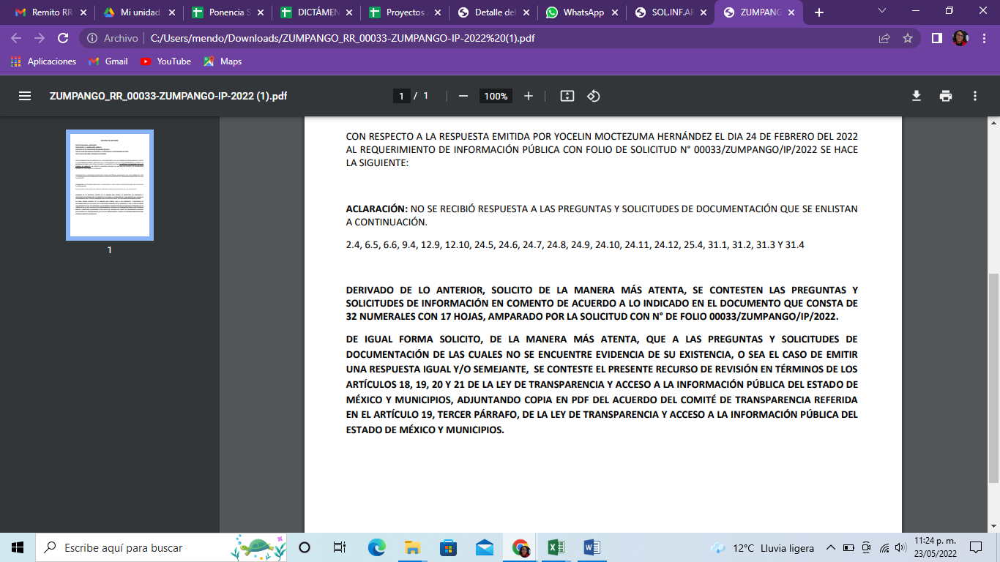 Remito RR
Mi unidad
Ponencia S
DICTÁMEN
Proyectos
Detalle del
WhatsApp
SOL.INF.AR
ZUMPANG
Archivo
C:/Users/mendo/Downloads/ZUMPANGO_RR_00033-ZUMPANGO-IP-2022%20(1).pdf
Aplicaciones
Gmail
YouTube
Maps
ZUMPANGO_RR_00033-ZUMPANGO-IP-2022 (1).pdf
1 / 1
100%
1
CON RESPECTO A LA RESPUESTA EMITIDA POR YOCELIN MOCTEZUMA HERNÁNDEZ EL DIA 24 DE FEBRERO DEL 2022
AL REQUERIMIENTO DE INFORMACIÓN PÚBLICA CON FOLIO DE SOLICITUD N° 00033/ZUMPANGO/IP/2022 SE HACE
LA SIGUIENTE:
ACLARACIÓN: NO SE RECIBIÓ RESPUESTA A LAS PREGUNTAS Y SOLICITUDES DE DOCUMENTACIÓN QUE SE ENLISTAN
A CONTINUACIÓN.
2.4, 6.5, 6.6, 9.4, 12.9, 12.10, 24.5, 24.6, 24.7, 24.8, 24.9, 24.10, 24.11, 24.12, 25.4, 31.1, 31.2, 31.3 Y 31.4
DERIVADO DE LO ANTERIOR, SOLICITO DE LA MANERA MÁS ATENTA, SE CONTESTEN LAS PREGUNTAS Y
SOLICITUDES DE INFORMACIÓN EN COMENTO DE ACUERDO A LO INDICADO EN EL DOCUMENTO QUE CONSTA DE
32 NUMERALES CON 17 HOJAS, AMPARADO POR LA SOLICITUD CON N° DE FOLIO 00033/ZUMPANGO/IP/2022.
DE IGUAL FORMA SOLICITO, DE LA MANERA MÁS ATENTA, QUE A LAS PREGUNTAS Y SOLICITUDES DE
DOCUMENTACIÓN DE LAS CUALES NO SE ENCUENTRE EVIDENCIA DE SU EXISTENCIA, O SEA EL CASO DE EMITIR
UNA RESPUESTA IGUAL Y/O SEMEJANTE, SE CONTESTE EL PRESENTE RECURSO DE REVISIÓN EN TÉRMINOS DE LOS
ARTÍCULOS 18, 19, 20 Y 21 DE LA LEY DE TRANSPARENCIA Y ACCESO A LA INFORMACIÓN PÚBLICA DEL ESTADO DE
MÉXICO Y MUNICIPIOS, ADJUNTANDO COPIA EN PDF DEL ACUERDO DEL COMITÉ DE TRANSPARENCIA REFERIDA
EN EL ARTÍCULO 19, TERCER PÁRRAFO, DE LA LEY DE TRANSPARENCIA Y ACCESO A LA INFORMACIÓN PÚBLICA DEL
ESTADO DE MÉXICO Y MUNICIPIOS.
Escribe aquí para buscar
12°C Lluvia ligera
11:24 p. m.
23/05/2022